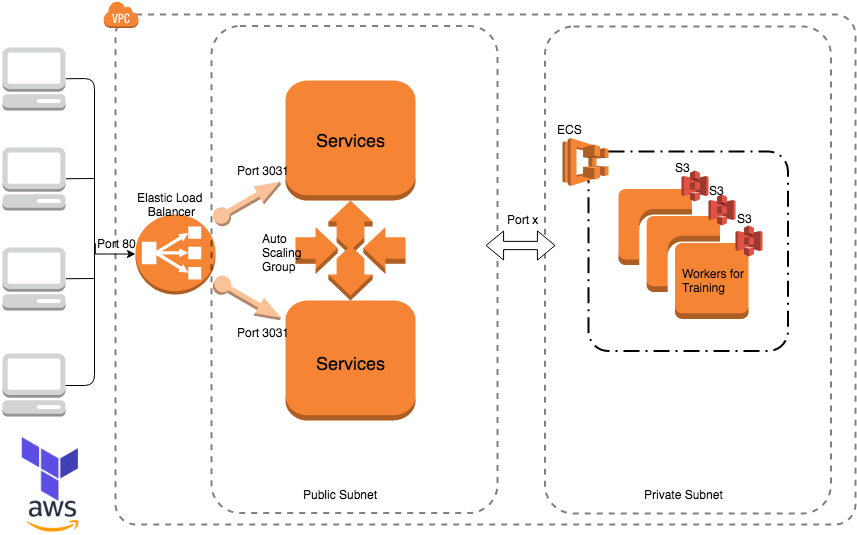 VPC
Elastic Load
Balancer
Port 80
Port 3031
Services
Auto
Scaling
Group
Port 3031
Services
Public Subnet
Port x
ECS
S3
S3
S3
Workers for
Training
Private Subnet
aws